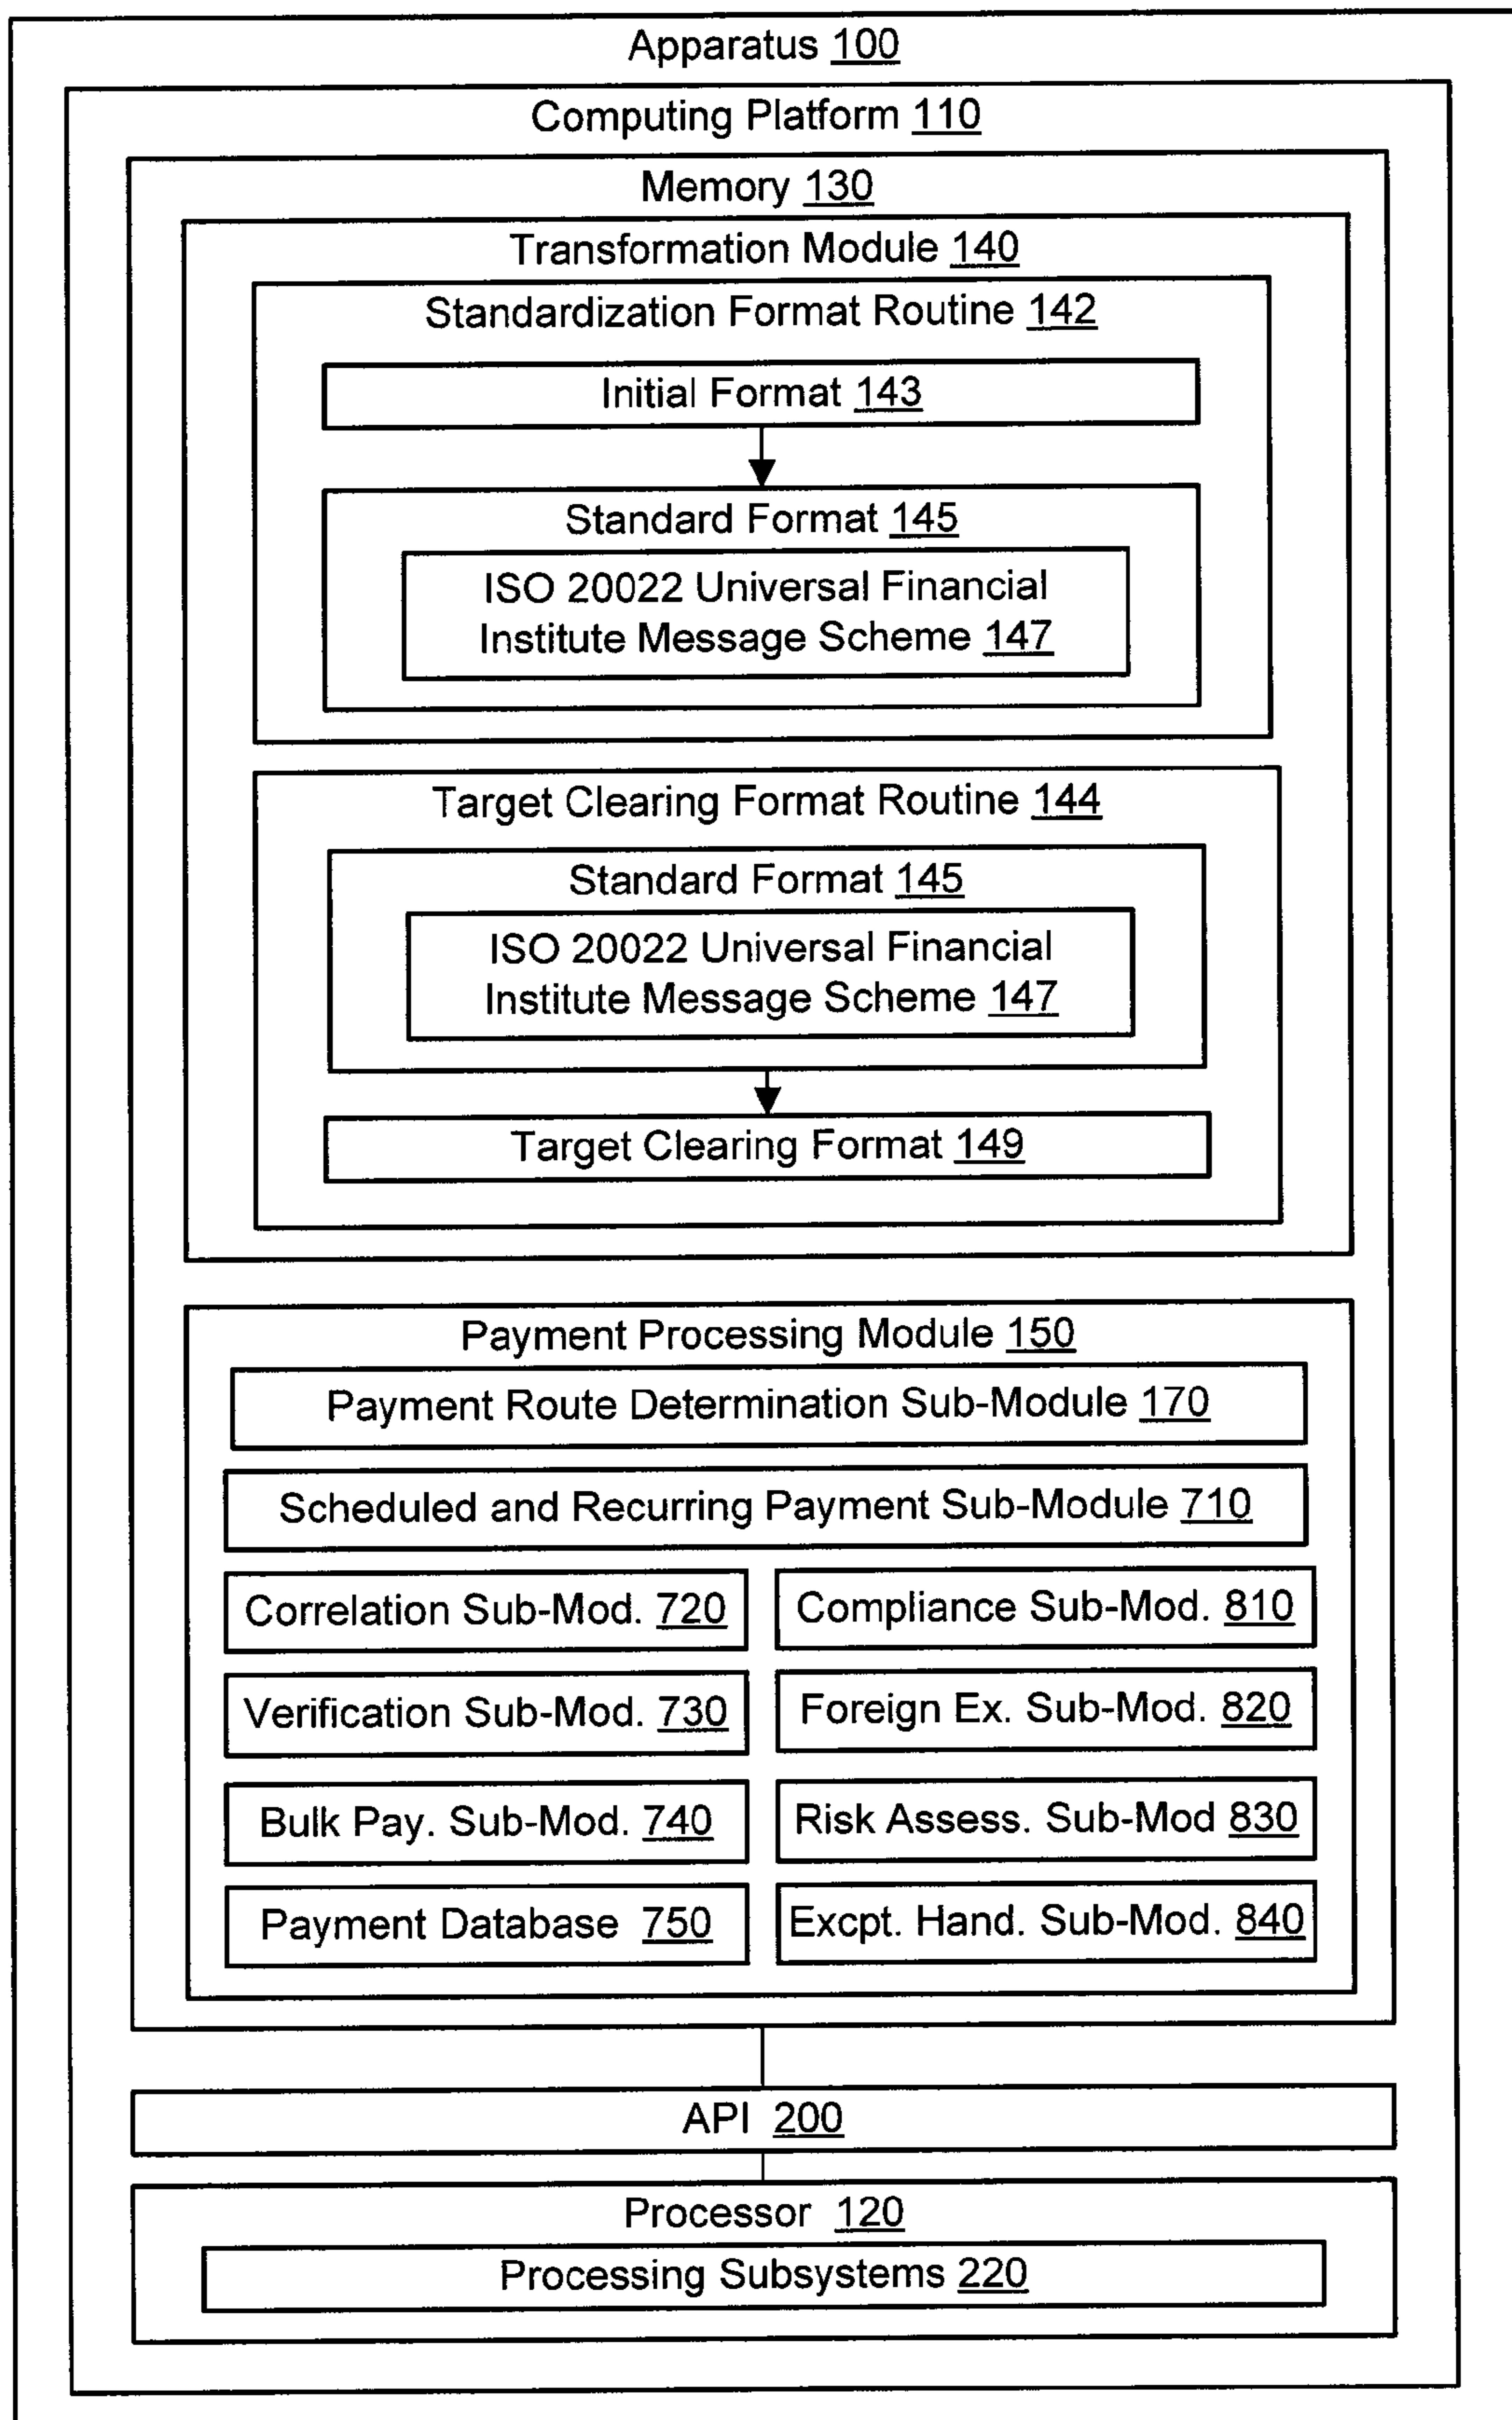 Apparatus 100
Computing Platform 110
Memory 130
Transformation Module 140
Standardization Format Routine 142
Initial Format 143
Standard Format 145
ISO 20022 Universal Financial
Institute Message Scheme 147
Target Clearing Format Routine 144
Standard Format 145
ISO 20022 Universal Financial
Institute Message Scheme 147
Target Clearing Format 149
Payment Processing Module 150
Payment Route Determination Sub-Module 170
Scheduled and Recurring Payment Sub-Module 710
Correlation Sub-Mod. 720
Compliance Sub-Mod. 810
Verification Sub-Mod. 730
Foreign Ex. Sub-Mod. 820
Bulk Pay. Sub-Mod. 740
Risk Assess. Sub-Mod 830
Payment Database 750
Excpt. Hand. Sub-Mod. 840
API 200
Processor 120
Processing Subsystems 220